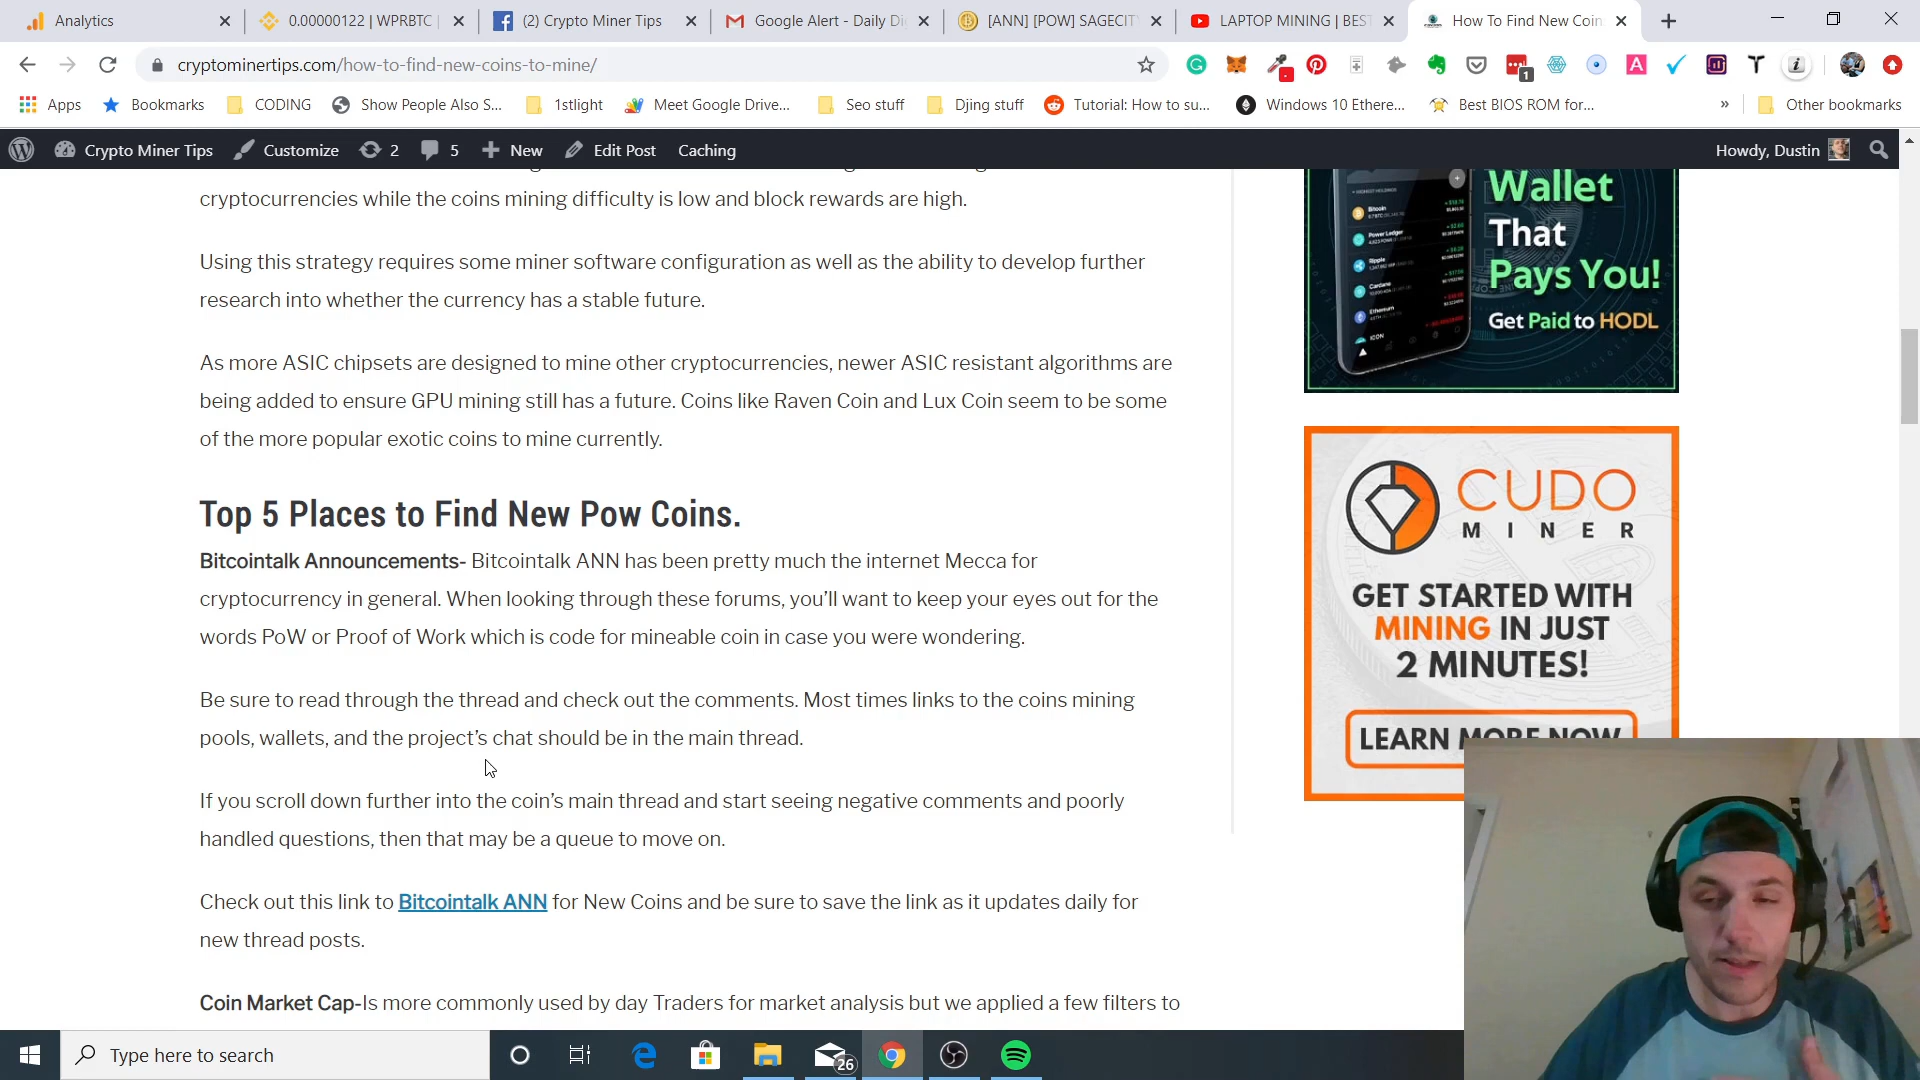 Analytics
0.00000122 | WPRBTC |
(2) Crypto Miner Tips
Google Alert - Daily Di
[ANN] [POW] SAGECIT
LAPTOP MINING | BEST
How To Find New Coin
cryptominertips.com/how-to-find-new-coins-to-mine/
1
Apps
Bookmarks
CODING
Show People Also S...
1stlight
Meet Google Drive...
Seo stuff
Djing stuff
Tutorial: How to su...
Windows 10 Ethere...
Best BIOS ROM for...
»
Other bookmarks
Crypto Miner Tips
Customize
2
5
New
Edit Post
Caching
Howdy, Dustin
cryptocurrencies while the coins mining difficulty is low and block rewards are high.
Using this strategy requires some miner software configuration as well as the ability to develop further
research into whether the currency has a stable future.
As more ASIC chipsets are designed to mine other cryptocurrencies, newer ASIC resistant algorithms are
being added to ensure GPU mining still has a future. Coins like Raven Coin and Lux Coin seem to be some
of the more popular exotic coins to mine currently.
Top 5 Places to Find New Pow Coins.
Bitcointalk Announcements- Bitcointalk ANN has been pretty much the internet Mecca for
cryptocurrency in general. When looking through these forums, you'll want to keep your eyes out for the
words PoW or Proof of Work which is code for mineable coin in case you were wondering.
Be sure to read through the thread and check out the comments. Most times links to the coins mining
pools, wallets, and the project's chat should be in the main thread.
If you scroll down further into the coin's main thread and start seeing negative comments and poorly
handled questions, then that may be a queue to move on.
Check out this link to Bitcointalk ANN for New Coins and be sure to save the link as it updates daily for
new thread posts.
Coin Market Cap-Is more commonly used by day Traders for market analysis but we applied a few filters to
Wallet
That
Pays You!
Get Paid to HODL
Bitcoin
Power Ledger
Ripple
Cardano
Ethereum
ICON
CUDO
MINER
GET STARTED WITH
MINING IN JUST
2 MINUTES!
LEARN MORE NOW
Type here to search
26